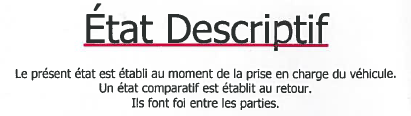 État Descriptif
Le présent état est établi au moment de la prise en charge du véhicule.
Un état comparatif est établit au retour.
Ils font foi entre les parties.